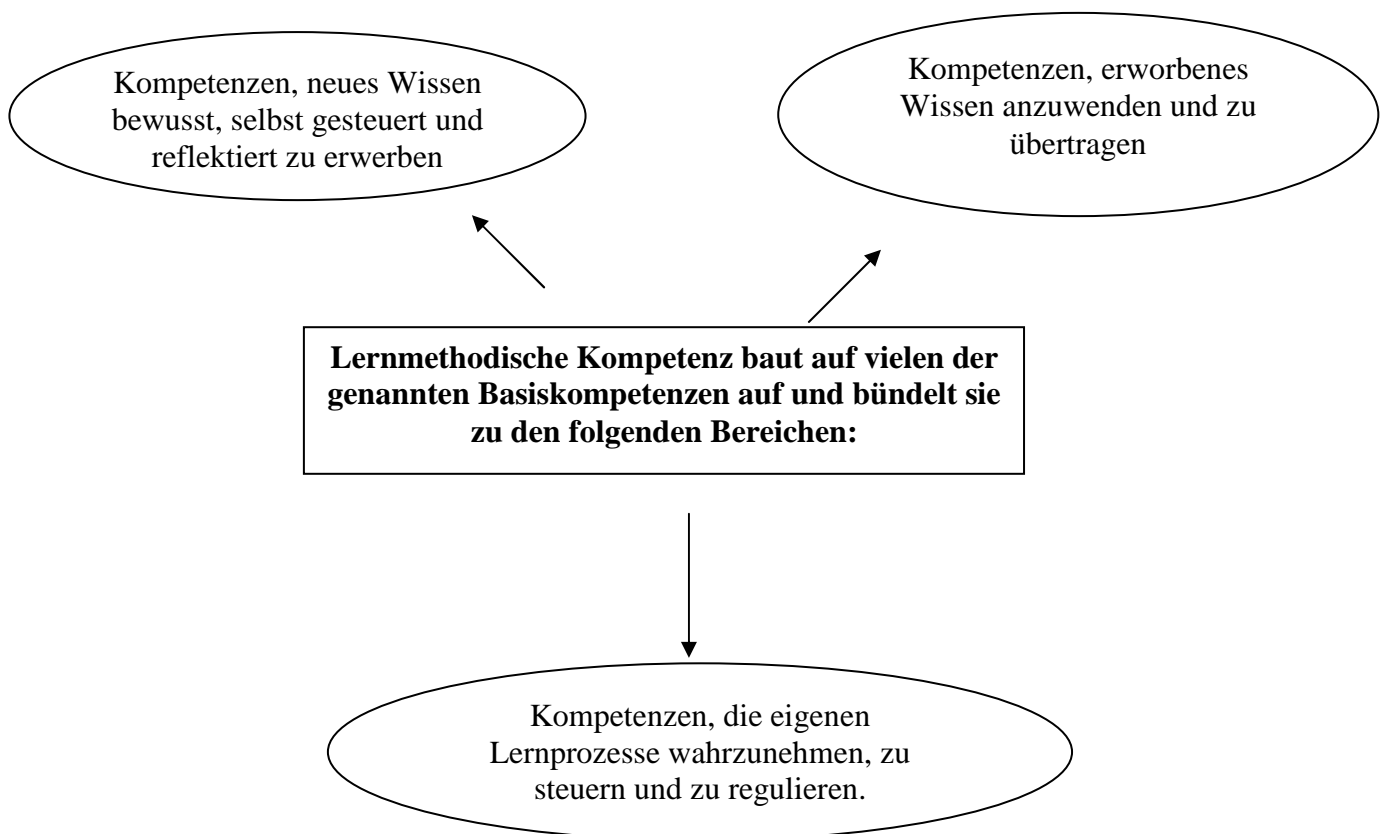 Kompetenzen, neues Wissen
bewusst, selbst gesteuert und
reflektiert zu erwerben
Kompetenzen, erworbenes
Wissen anzuwenden und zu
übertragen
Lernmethodische Kompetenz baut auf vielen der
genannten Basiskompetenzen auf und bündelt sie
zu den folgenden Bereichen:
Kompetenzen, die eigenen
Lernprozesse wahrzunehmen, zu
steuern und zu regulieren.